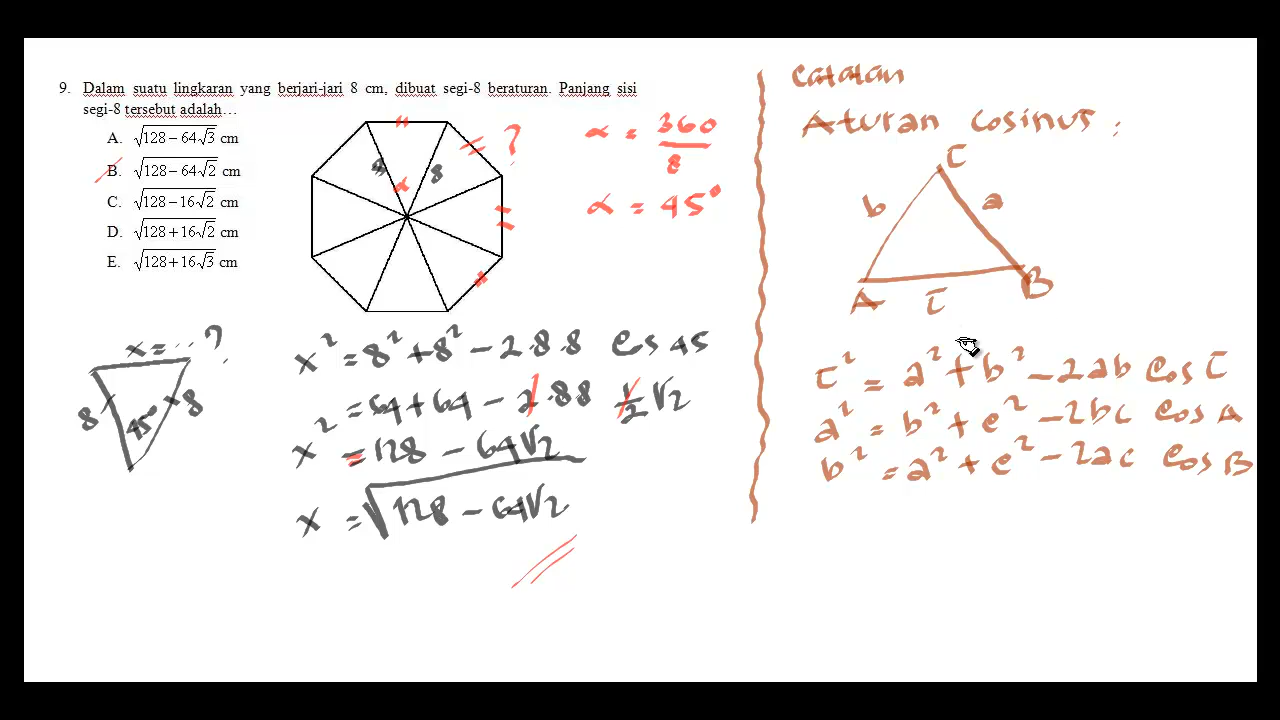 9. Dalam suatu lingkaran yang berjari-jari 8 cm, dibuat segi-8 beraturan. Panjang sisi
segi-8 tersebut adalah…
A. √128 − 64√3 cm
B. √128 − 64√2 cm
C. √128 − 16√2 cm
D. √128 + 16√2 cm
E. √128 + 16√3 cm
= ?
8
8
α
α = 360/8
α = 45°
x = ... ?
8
45°
8
x² = 8² + 8² − 2.8.8 cos 45
x² = 64 + 64 − 2.88 1/2 √2
x² = 128 − 64√2
x = √128 − 64√2
Catatan
Aturan cosinus :
C
b
a
A
c
B
c² = a² + b² − 2ab cos C
a² = b² + c² − 2bc cos A
b² = a² + c² − 2ac cos B